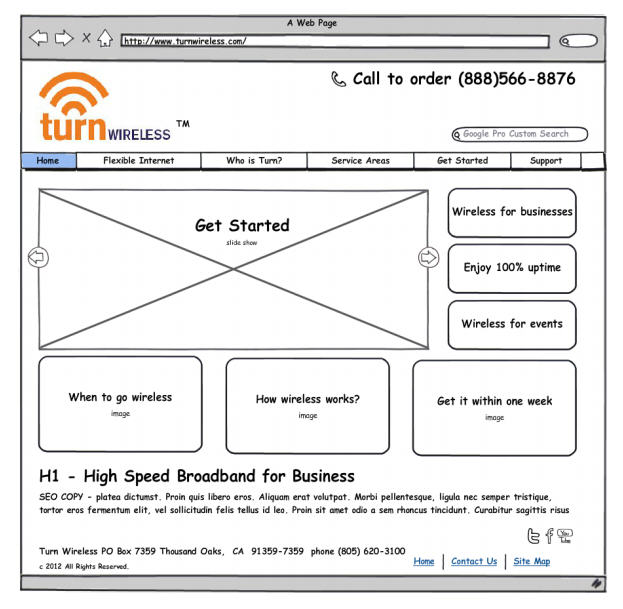 A Web Page
http://www.turnwireless.com/
Call to order (888)566-8876
turn WIRELESS TM
Google Pro Custom Search
Home Flexible Internet Who is Turn? Service Areas Get Started Support
Get Started
slide show
Wireless for businesses
Enjoy 100% uptime
Wireless for events
When to go wireless
image
How wireless works?
image
Get it within one week
image
H1 - High Speed Broadband for Business
SEO COPY - platea dictumst. Proin quis libero eros. Aliquam erat volutpat. Morbi pellentesque, ligula nec semper tristique,
tortor eros fermentum elit, vel sollicitudin felis tellus id leo. Proin sit amet odio a sem rhoncus tincidunt. Curabitur sagittis risus
t f You Tube
Turn Wireless PO Box 7359 Thousand Oaks, CA 91359-7359 phone (805) 620-3100
c 2012 All Rights Reserved.
Home Contact Us Site Map